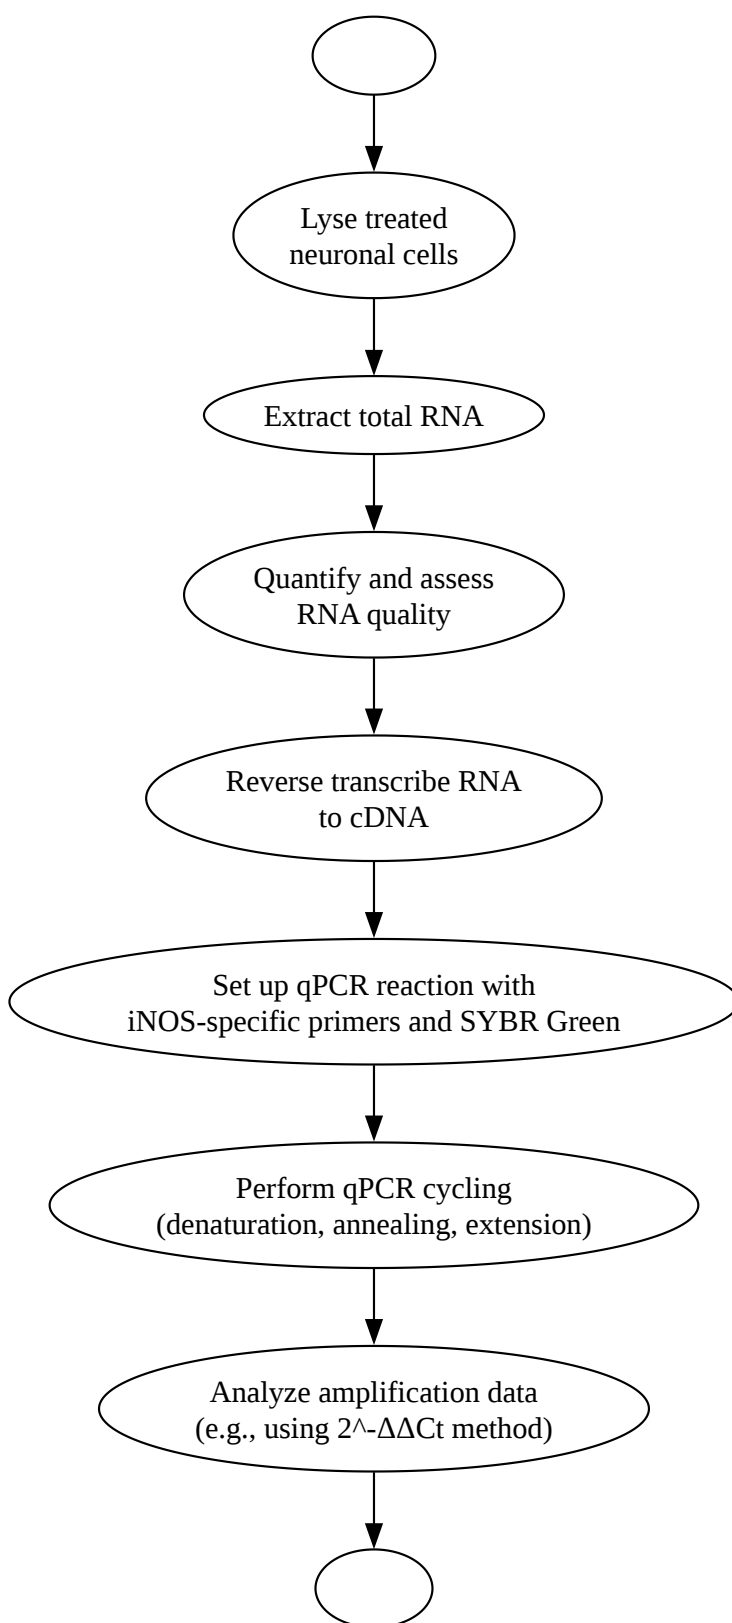 Lyse treated
neuronal cells
Extract total RNA
Quantify and assess
RNA quality
Reverse transcribe RNA
to cDNA
Set up qPCR reaction with
iNOS-specific primers and SYBR Green
Perform qPCR cycling
(denaturation, annealing, extension)
Analyze amplification data
(e.g., using 2^-ΔΔCt method)